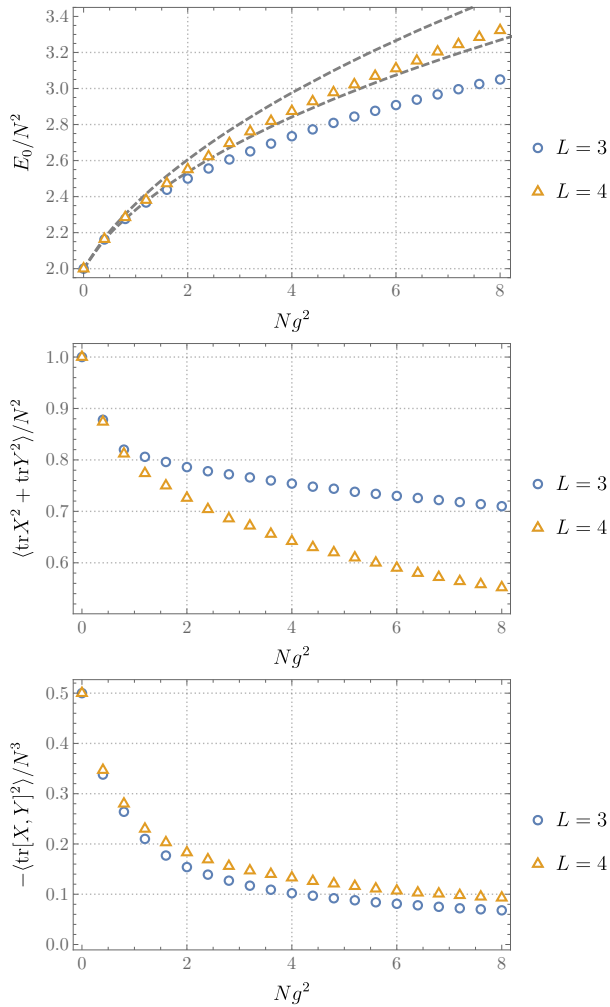 3.4
3.2
3.0
2.8
2.6
2.4
2.2
2.0
E₀/N²
0 2 4 6 8
Ng²
L = 3
L = 4
1.0
0.9
0.8
0.7
0.6
⟨trX² + trY²⟩/N²
0 2 4 6 8
Ng²
L = 3
L = 4
0.5
0.4
0.3
0.2
0.1
0.0
−⟨tr[X, Y]²⟩/N³
0 2 4 6 8
Ng²
L = 3
L = 4